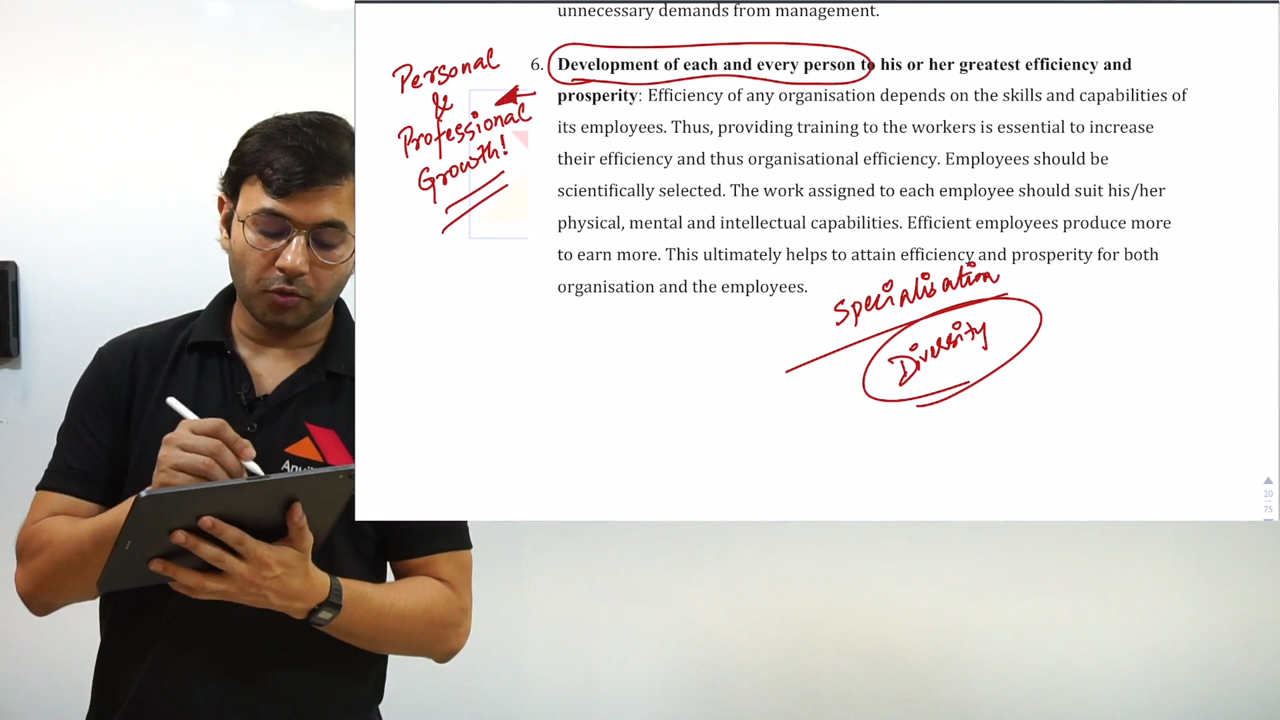 unnecessary demands from management.
6. Development of each and every person to his or her greatest efficiency and
prosperity: Efficiency of any organisation depends on the skills and capabilities of
its employees. Thus, providing training to the workers is essential to increase
their efficiency and thus organisational efficiency. Employees should be
scientifically selected. The work assigned to each employee should suit his/her
physical, mental and intellectual capabilities. Efficient employees produce more
to earn more. This ultimately helps to attain efficiency and prosperity for both
organisation and the employees.
Personal
&
Professional
Growth!
Specialisation
Diversity
20
75